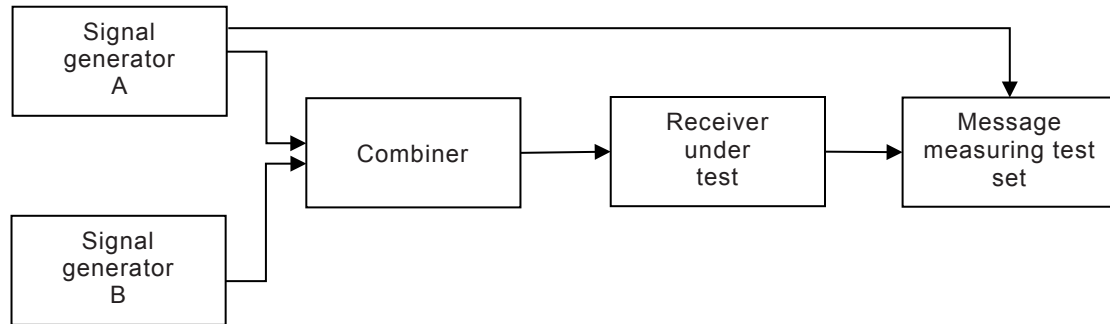 Signal
generator
A
Combiner
Receiver
under
test
Message
measuring test
set
Signal
generator
B